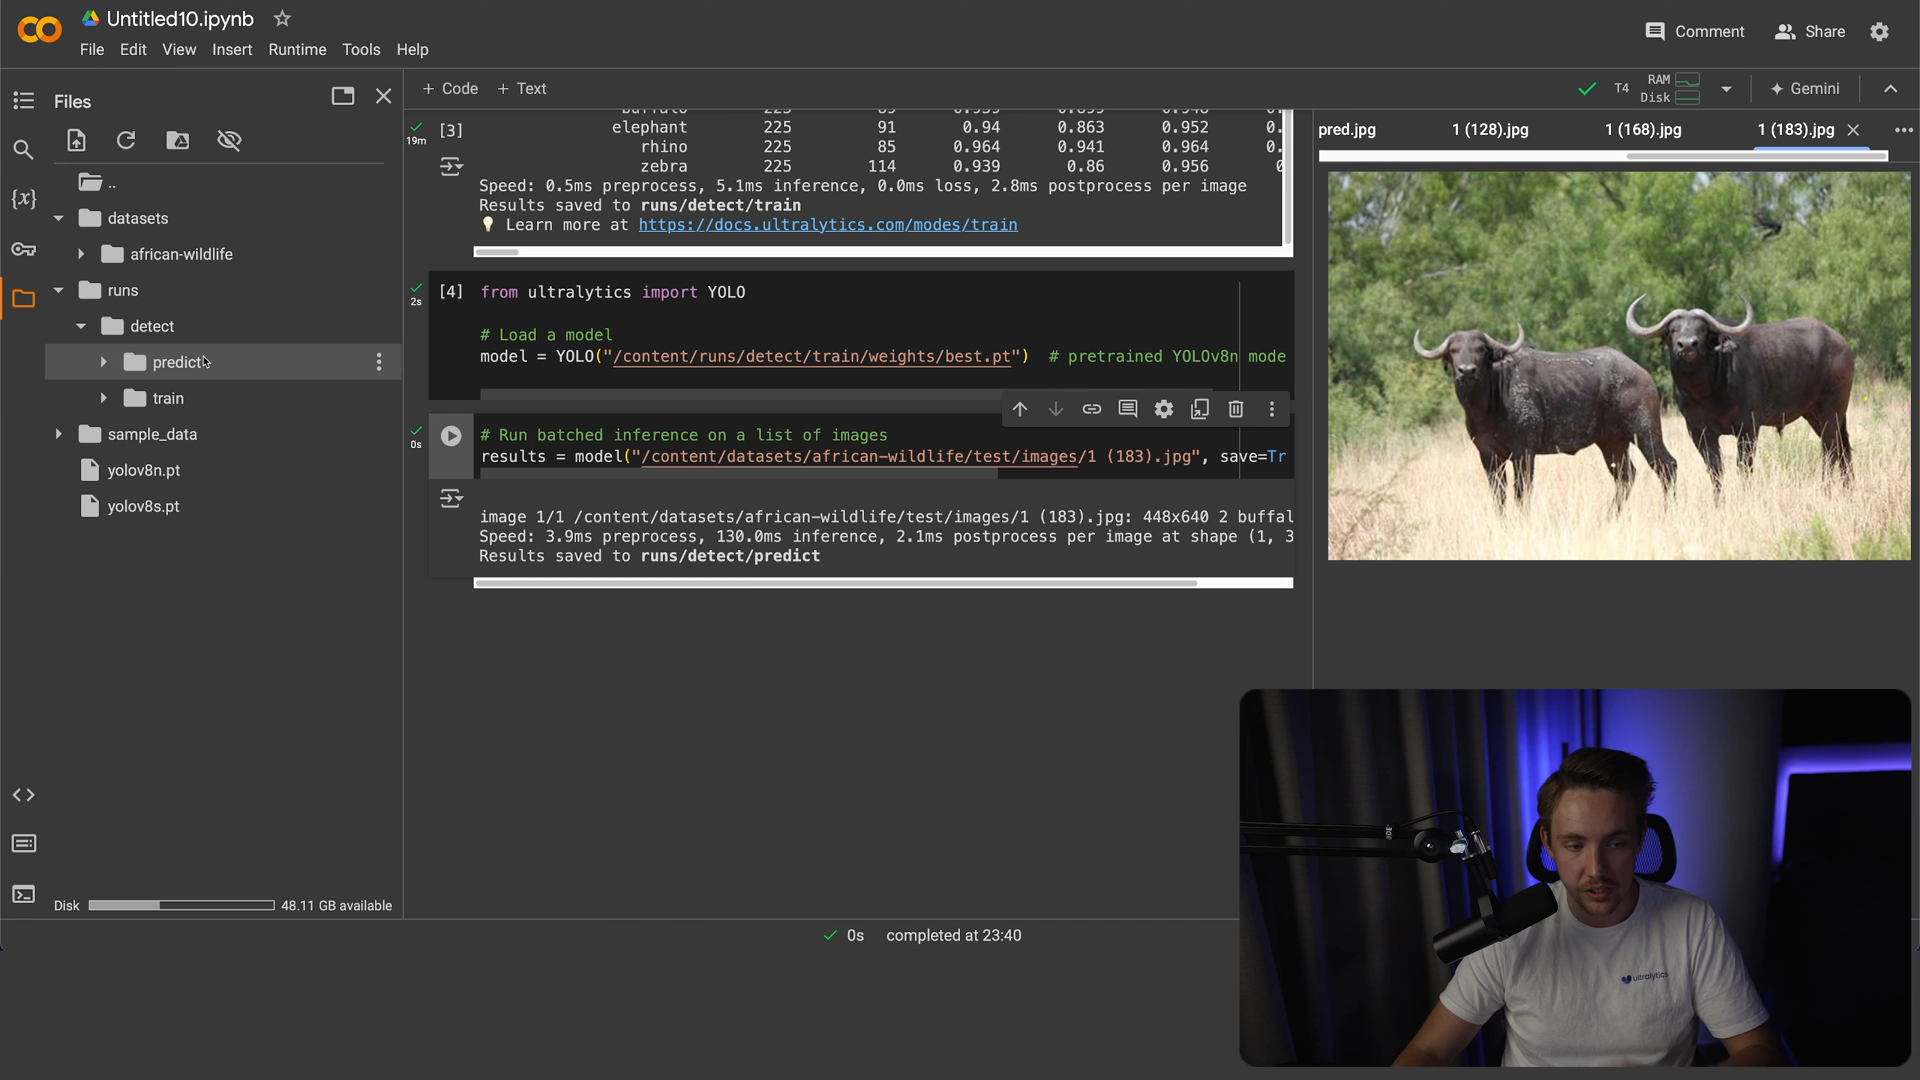 Untitled10.ipynb
File Edit View Insert Runtime Tools Help
Comment Share
Files
..
datasets
african-wildlife
runs
detect
predict
train
sample_data
yolov8n.pt
yolov8s.pt
Disk 48.11 GB available
+ Code + Text
T4 RAM Disk Gemini
19m [3]
elephant 225 91 0.94 0.863 0.952 0.
rhino 225 85 0.964 0.941 0.964 0.
zebra 225 114 0.939 0.86 0.956
Speed: 0.5ms preprocess, 5.1ms inference, 0.0ms loss, 2.8ms postprocess per image
Results saved to runs/detect/train
Learn more at https://docs.ultralytics.com/modes/train
2s [4] from ultralytics import YOLO
# Load a model
model = YOLO("/content/runs/detect/train/weights/best.pt") # pretrained YOLOv8n mode
0s # Run batched inference on a list of images
results = model("/content/datasets/african-wildlife/test/images/1 (183).jpg", save=Tr
image 1/1 /content/datasets/african-wildlife/test/images/1 (183).jpg: 448x640 2 buffal
Speed: 3.9ms preprocess, 130.0ms inference, 2.1ms postprocess per image at shape (1, 3
Results saved to runs/detect/predict
0s completed at 23:40
pred.jpg 1 (128).jpg 1 (168).jpg 1 (183).jpg
ultralytics